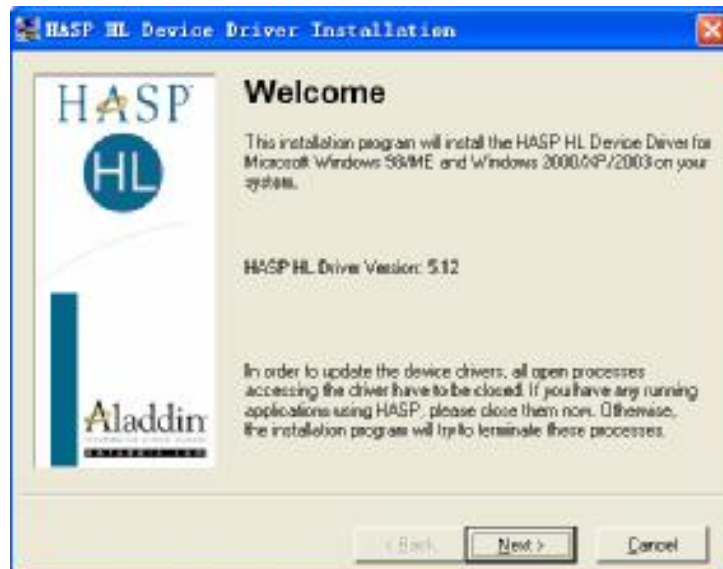 HASP HL Device Driver Installation
HASP
HL
Welcome
This installation program will install the HASP HL Device Driver for
Microsoft Windows 98/ME and Windows 2000/XP/2003 on your
system.
HASP HL Driver Version: 5.12
In order to update the device drivers, all open processes
accessing the driver have to be closed. If you have any running
applications using HASP, please close them now. Otherwise,
the installation program will try to terminate these processes.
Aladdin
< Back
Next >
Cancel